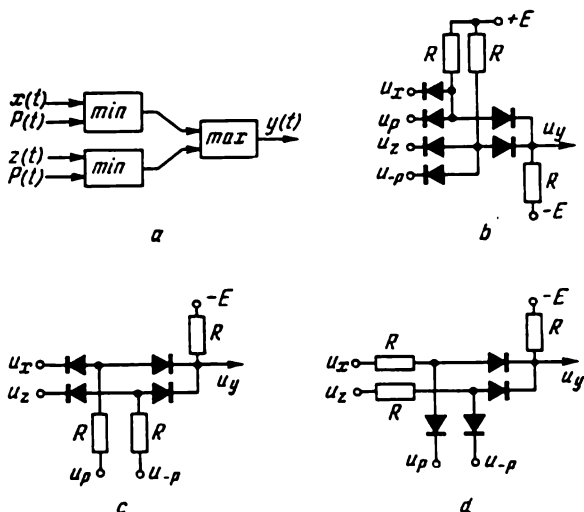 x(t)
P(t)
min
z(t)
P(t)
min
max
y(t)
a
+E
R
R
u_x
u_p
u_z
u_-p
u_y
R
-E
b
-E
R
u_x
u_z
u_y
R
R
u_p
u_-p
c
-E
R
u_x
R
u_z
R
u_y
u_p
u_-p
d